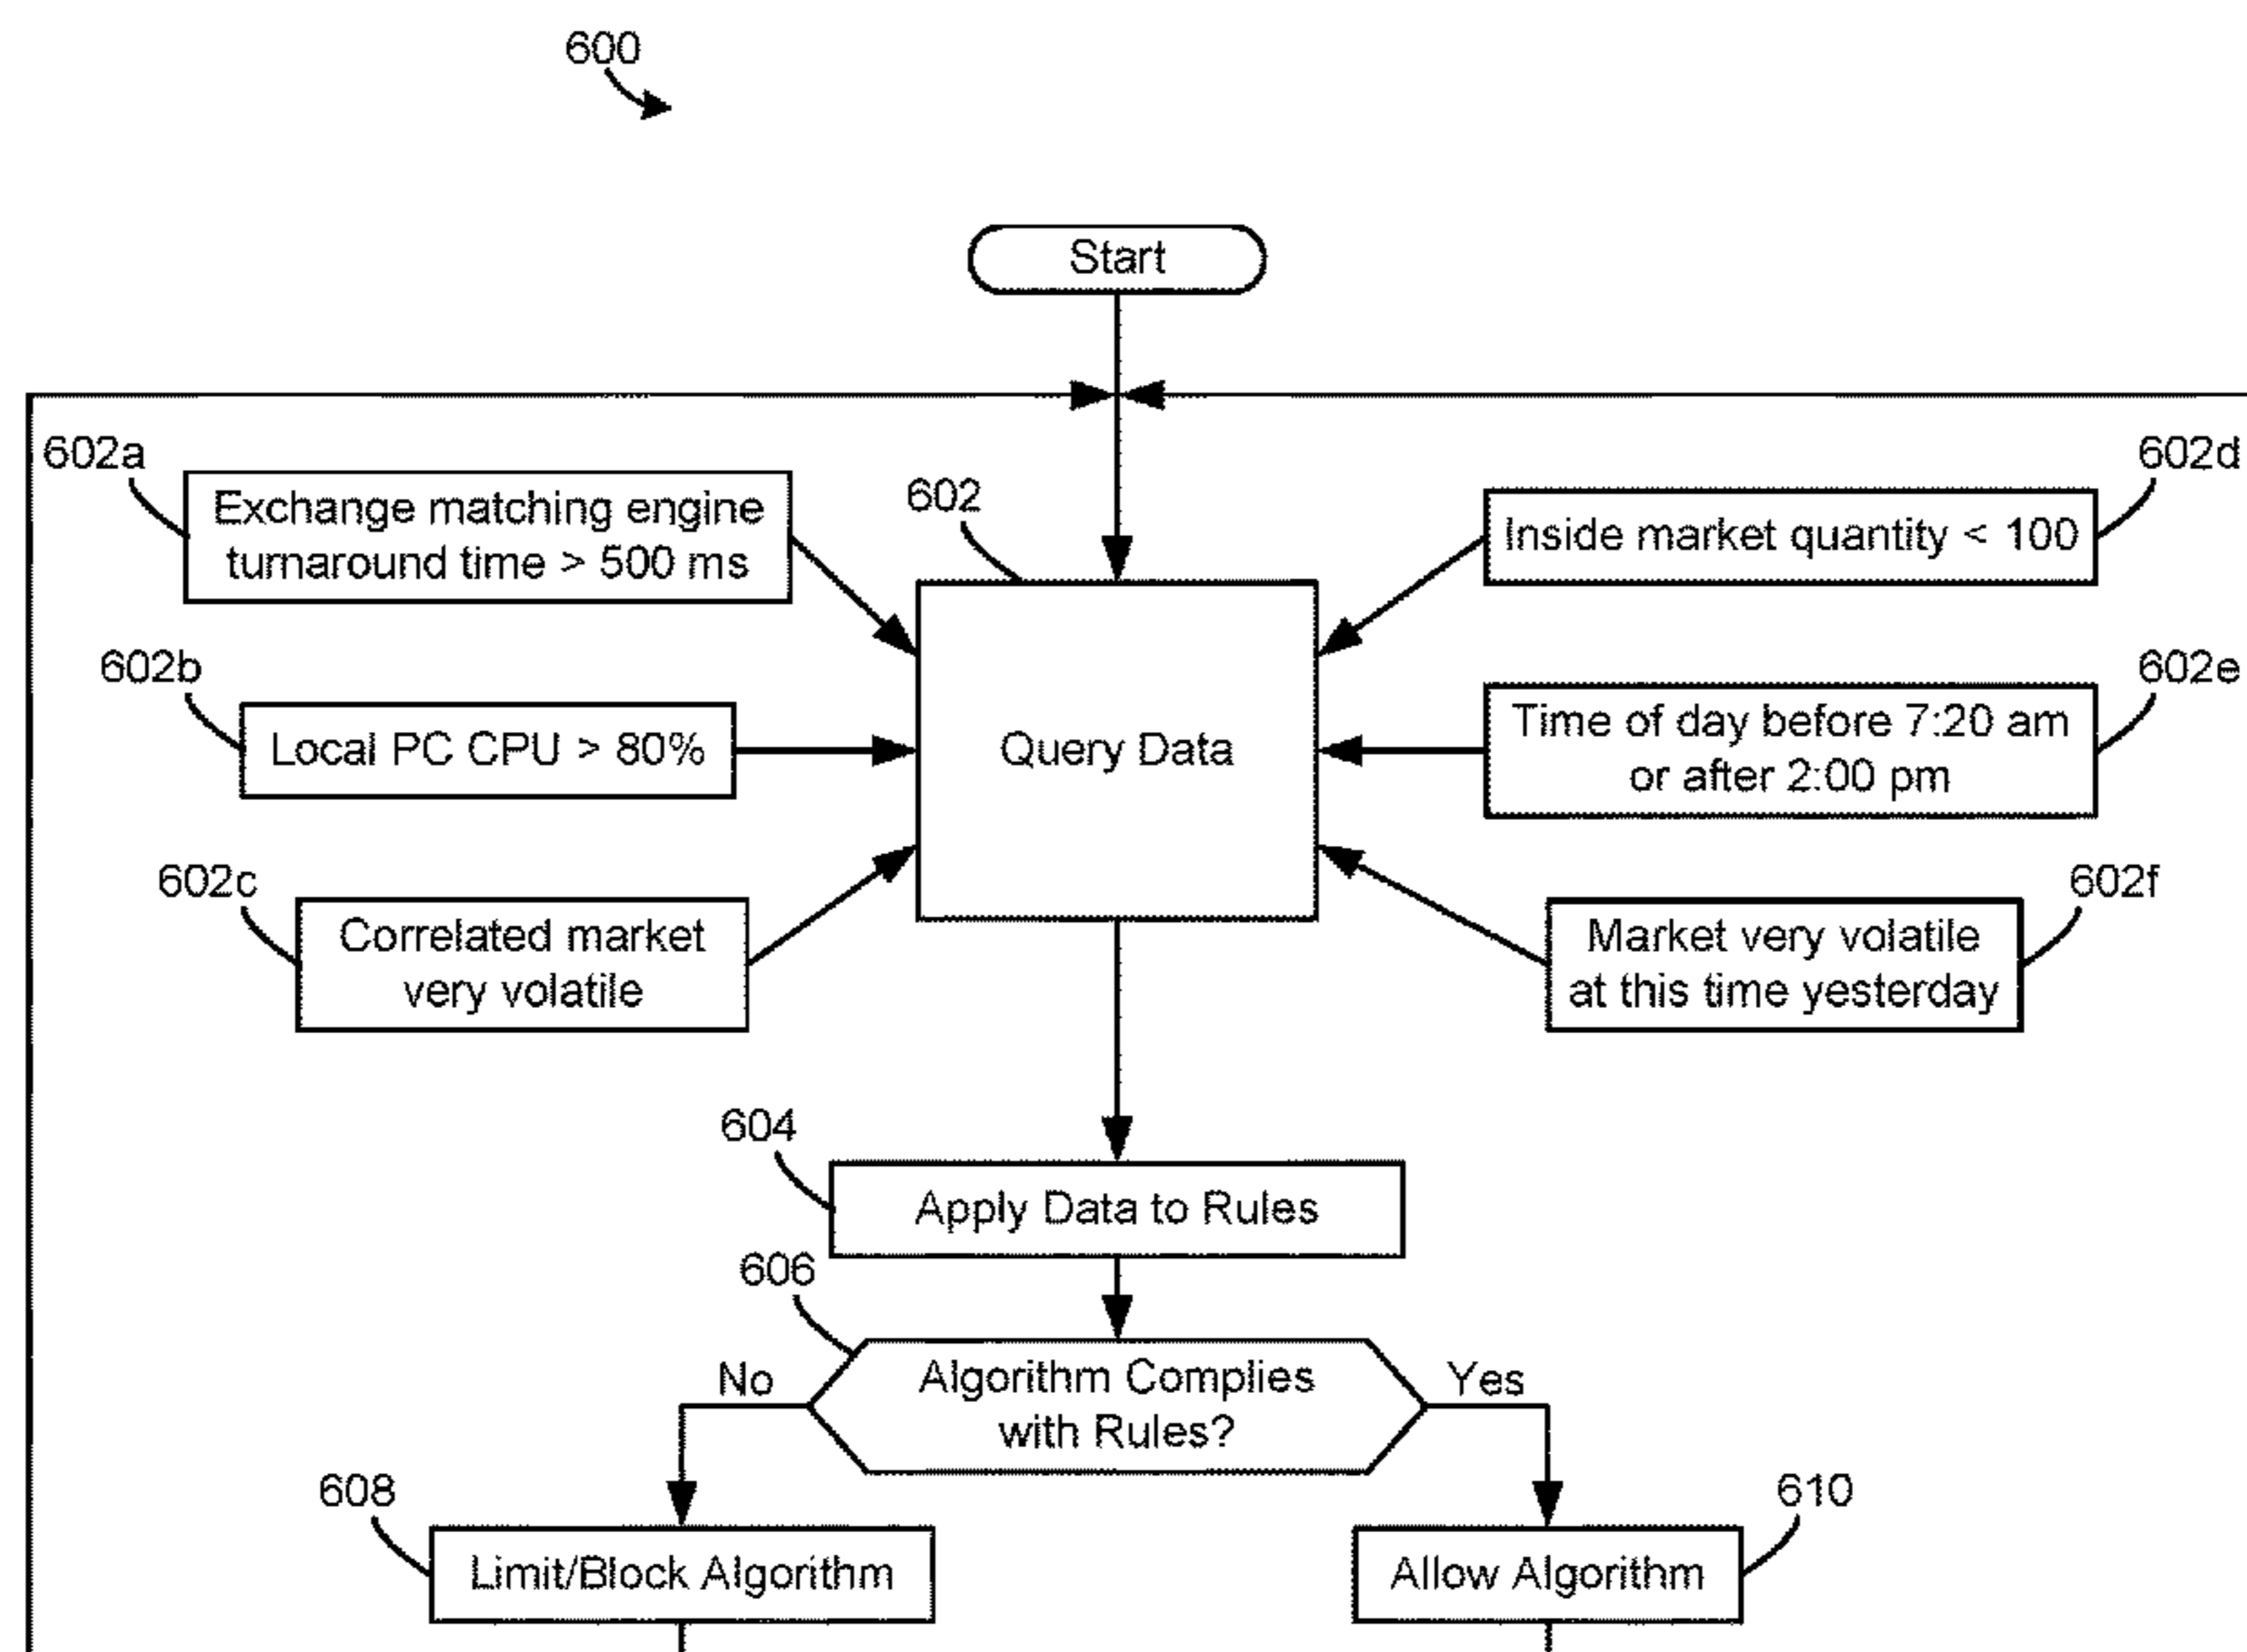 600
Start
602a
Exchange matching engine
turnaround time > 500 ms
602
602d
Inside market quantity < 100
602b
Local PC CPU > 80%
Query Data
602e
Time of day before 7:20 am
or after 2:00 pm
602c
Correlated market
very volatile
602f
Market very volatile
at this time yesterday
604
Apply Data to Rules
606
No
Algorithm Complies
with Rules?
Yes
608
Limit/Block Algorithm
610
Allow Algorithm